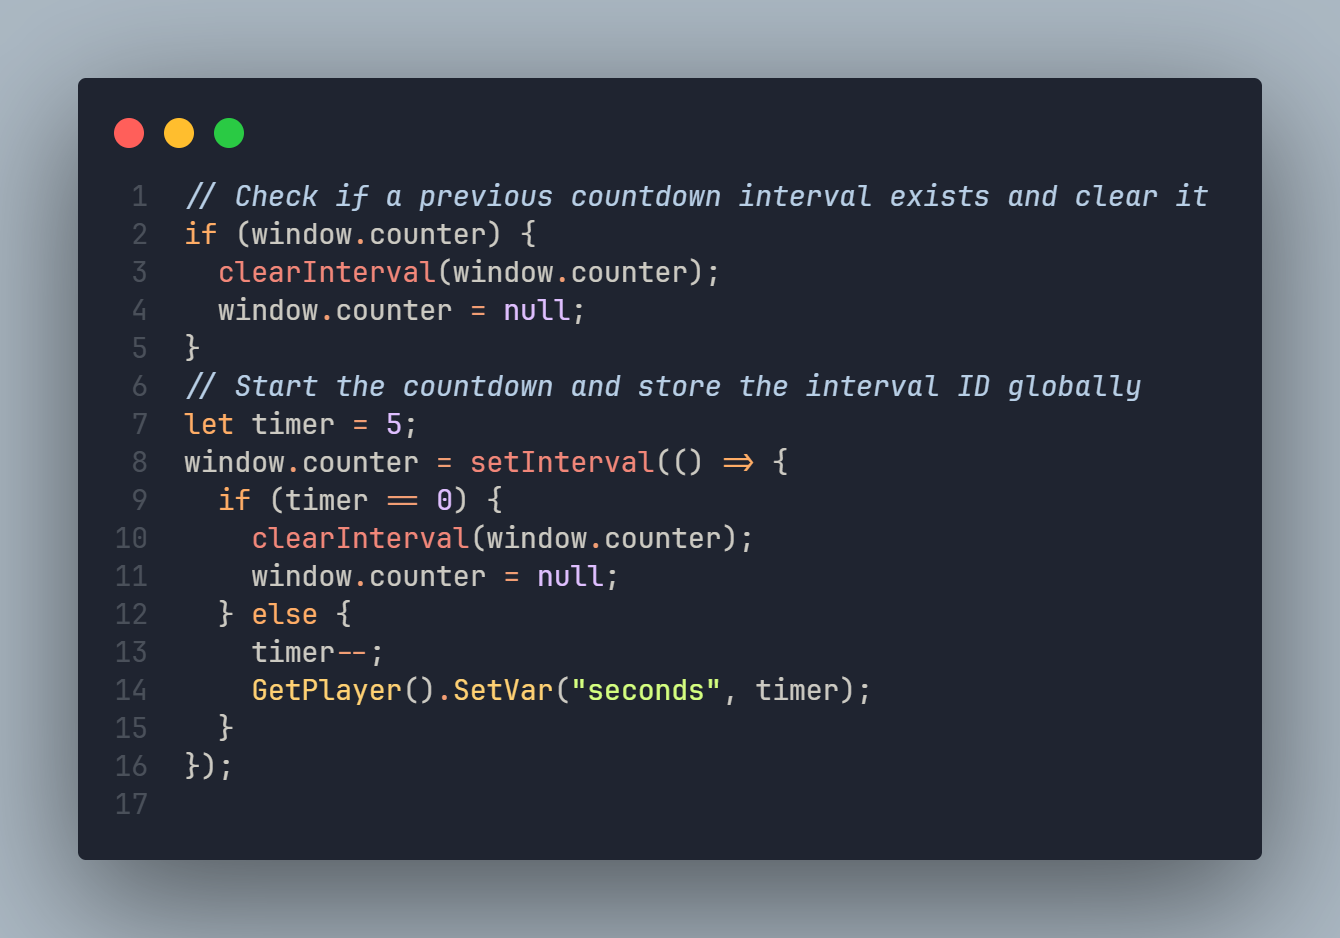 1 // Check if a previous countdown interval exists and clear it
2 if (window.counter) {
3   clearInterval(window.counter);
4   window.counter = null;
5 }
6 // Start the countdown and store the interval ID globally
7 let timer = 5;
8 window.counter = setInterval(() => {
9   if (timer == 0) {
10     clearInterval(window.counter);
11     window.counter = null;
12   } else {
13     timer--;
14     GetPlayer().SetVar("seconds", timer);
15   }
16 });
17